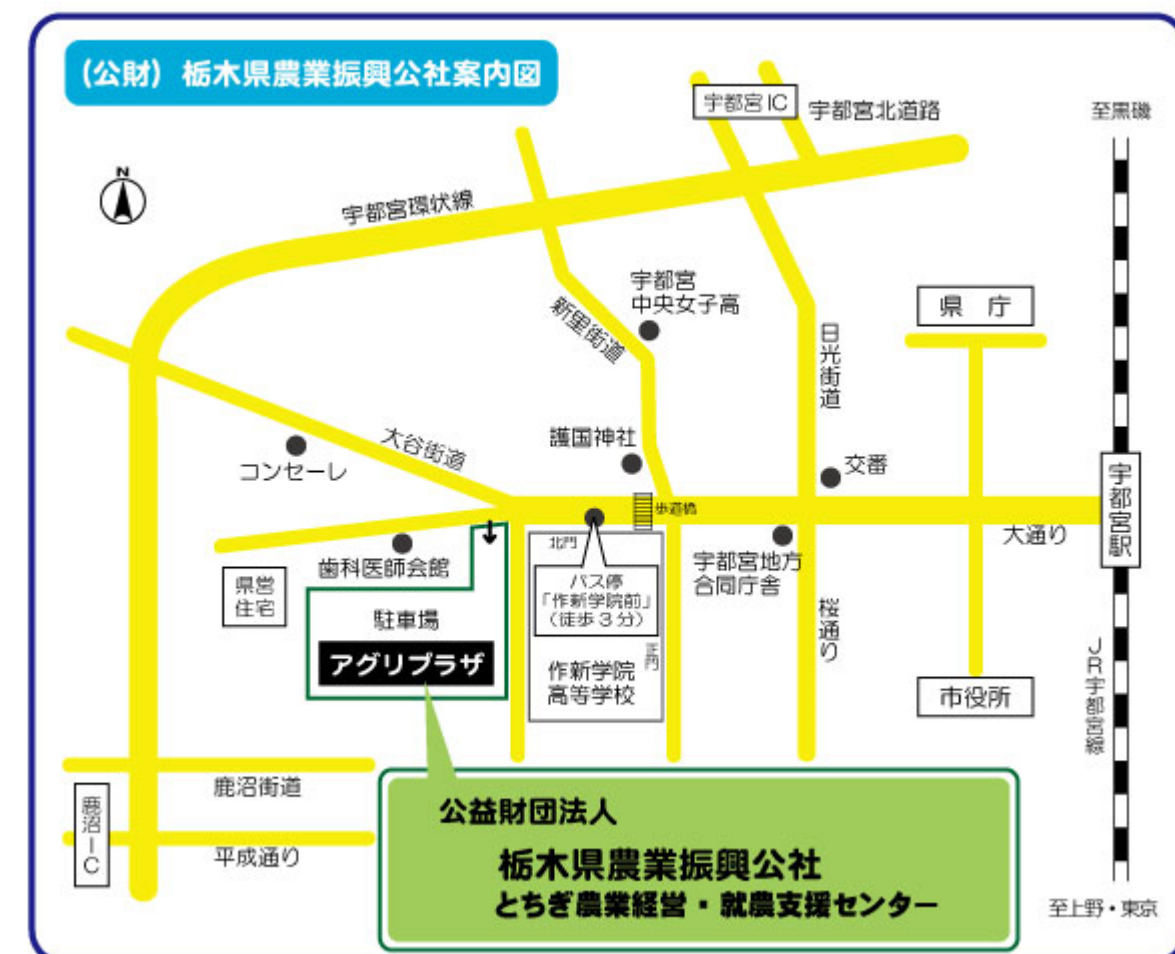 (公財) 栃木県農業振興公社案内図
N
宇都宮IC
宇都宮北道路
至黒磯
宇都宮環状線
宇都宮
中央女子高
新里街道
日光街道
県 庁
大谷街道
コンセーレ
護国神社
交番
歩道橋
宇都宮駅
大通り
北門
歯科医師会館
県営
住宅
バス停
「作新学院前」
(徒歩3分)
宇都宮地方
合同庁舎
桜通り
駐車場
アグリプラザ
正門
作新学院
高等学校
市役所
JR宇都宮線
鹿沼街道
鹿沼IC
平成通り
公益財団法人
栃木県農業振興公社
とちぎ農業経営・就農支援センター
至上野・東京